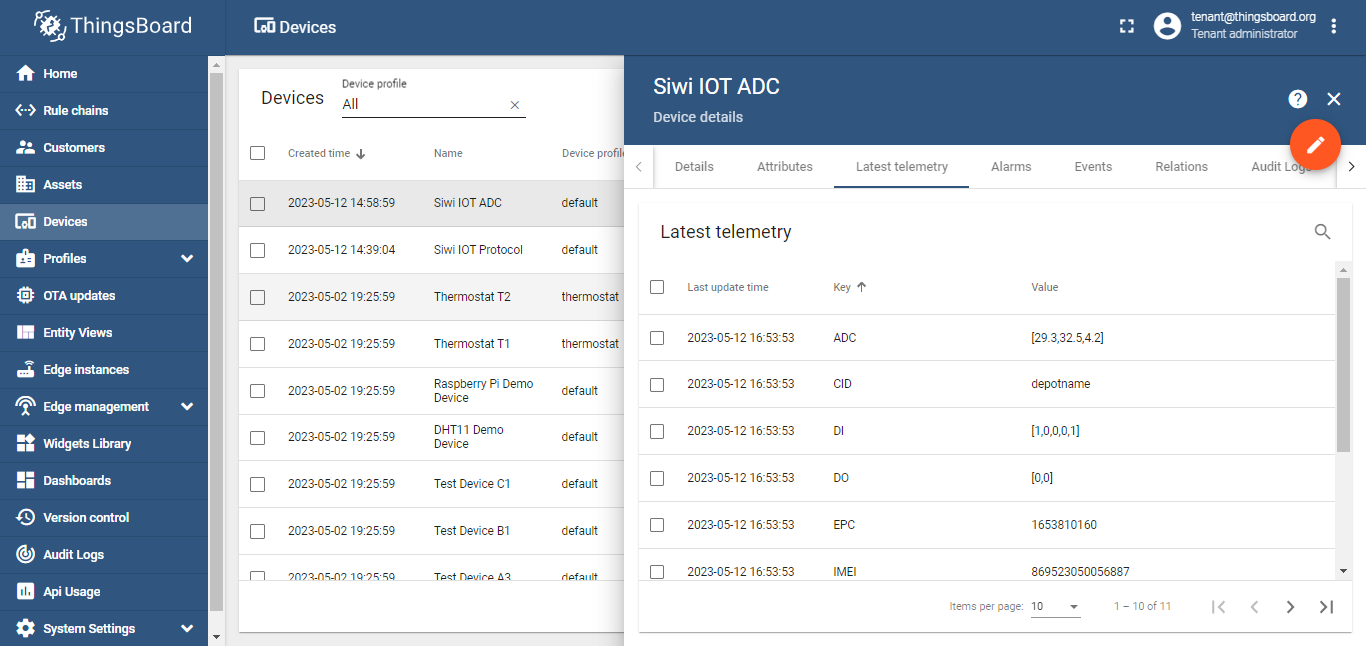 ThingsBoard
Devices
tenant@thingsboard.org
Tenant administrator
Home
Rule chains
Customers
Assets
Devices
Profiles
OTA updates
Entity Views
Edge instances
Edge management
Widgets Library
Dashboards
Version control
Audit Logs
Api Usage
System Settings
Devices
Device profile
All
Created time Name Device profile
2023-05-12 14:58:59 Siwi IOT ADC default
2023-05-12 14:39:04 Siwi IOT Protocol default
2023-05-02 19:25:59 Thermostat T2 thermostat
2023-05-02 19:25:59 Thermostat T1 thermostat
2023-05-02 19:25:59 Raspberry Pi Demo
Device default
2023-05-02 19:25:59 DHT11 Demo
Device default
2023-05-02 19:25:59 Test Device C1 default
2023-05-02 19:25:59 Test Device B1 default
2023-05-02 19:25:59 Test Device A3 default
Siwi IOT ADC
Device details
Details Attributes Latest telemetry Alarms Events Relations Audit Logs
Latest telemetry
Last update time Key Value
2023-05-12 16:53:53 ADC [29.3,32.5,4.2]
2023-05-12 16:53:53 CID depotname
2023-05-12 16:53:53 DI [1,0,0,0,1]
2023-05-12 16:53:53 DO [0,0]
2023-05-12 16:53:53 EPC 1653810160
2023-05-12 16:53:53 IMEI 869523050056887
Items per page: 10 1 – 10 of 11